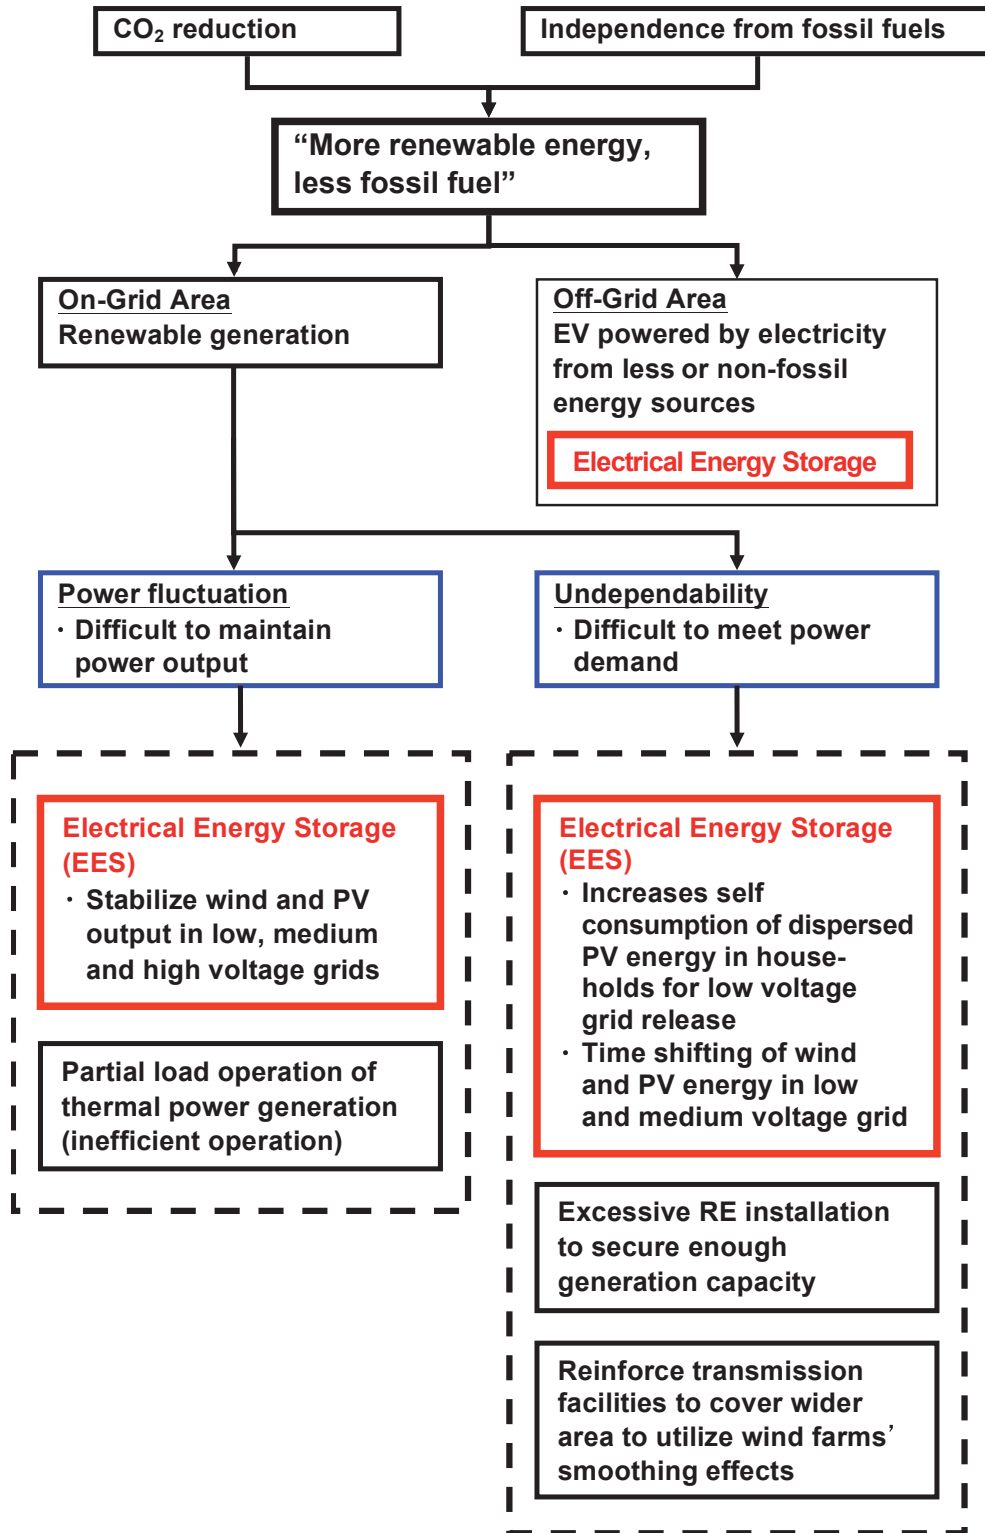 CO₂ reduction
Independence from fossil fuels
“More renewable energy,
less fossil fuel”
On-Grid Area
Renewable generation
Off-Grid Area
EV powered by electricity
from less or non-fossil
energy sources
Electrical Energy Storage
Power fluctuation
· Difficult to maintain
power output
Undependability
· Difficult to meet power
demand
Electrical Energy Storage
(EES)
· Stabilize wind and PV
output in low, medium
and high voltage grids
Partial load operation of
thermal power generation
(inefficient operation)
Electrical Energy Storage
(EES)
· Increases self
consumption of dispersed
PV energy in house-
holds for low voltage
grid release
· Time shifting of wind
and PV energy in low
and medium voltage grid
Excessive RE installation
to secure enough
generation capacity
Reinforce transmission
facilities to cover wider
area to utilize wind farms’
smoothing effects